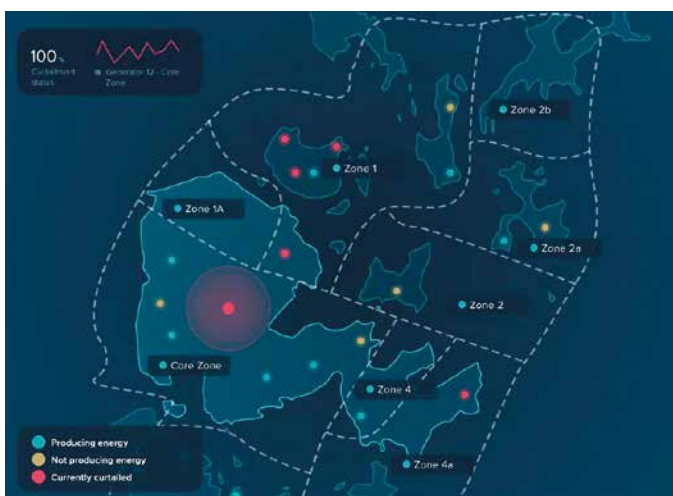 100%
Curtailment
status
Generator 12 - Core
Zone
Zone 2b
Zone 1
Zone 1A
Zone 2a
Zone 2
Core Zone
Zone 4
Zone 4a
Producing energy
Not producing energy
Currently curtailed